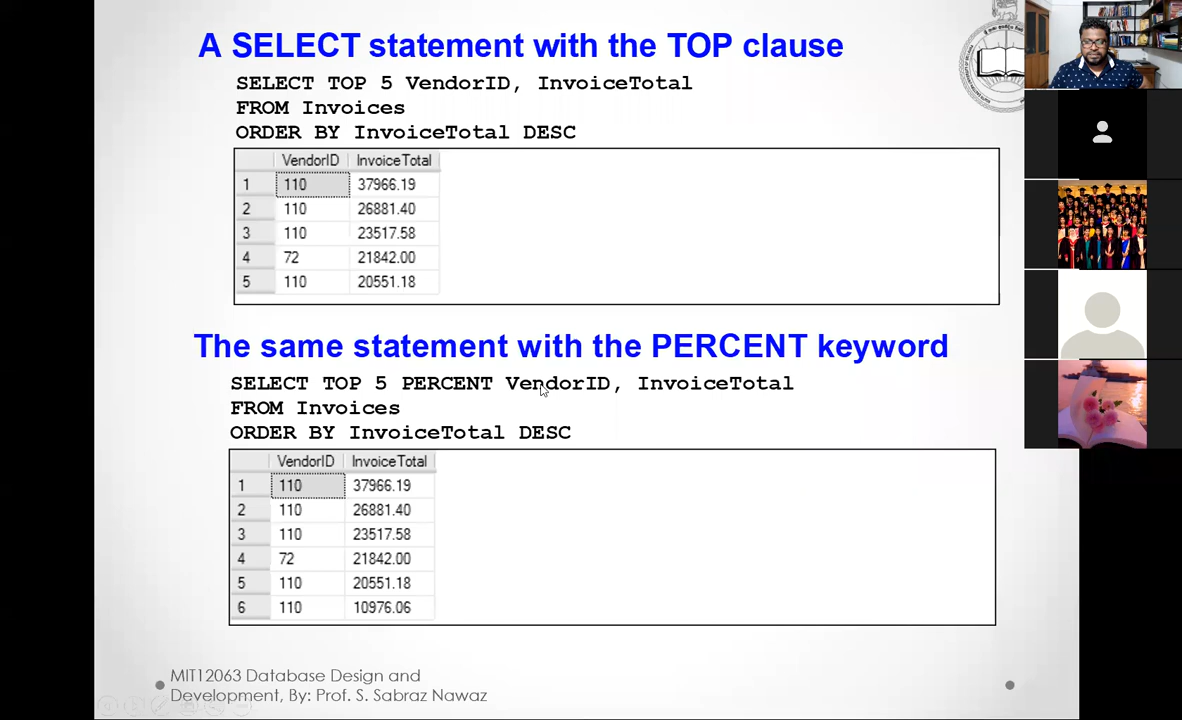 A SELECT statement with the TOP clause
SELECT TOP 5 VendorID, InvoiceTotal
FROM Invoices
ORDER BY InvoiceTotal DESC
VendorID InvoiceTotal
1 110 37966.19
2 110 26881.40
3 110 23517.58
4 72 21842.00
5 110 20551.18
The same statement with the PERCENT keyword
SELECT TOP 5 PERCENT VendorID, InvoiceTotal
FROM Invoices
ORDER BY InvoiceTotal DESC
VendorID InvoiceTotal
1 110 37966.19
2 110 26881.40
3 110 23517.58
4 72 21842.00
5 110 20551.18
6 110 10976.06
MIT12063 Database Design and
Development, By: Prof. S. Sabraz Nawaz